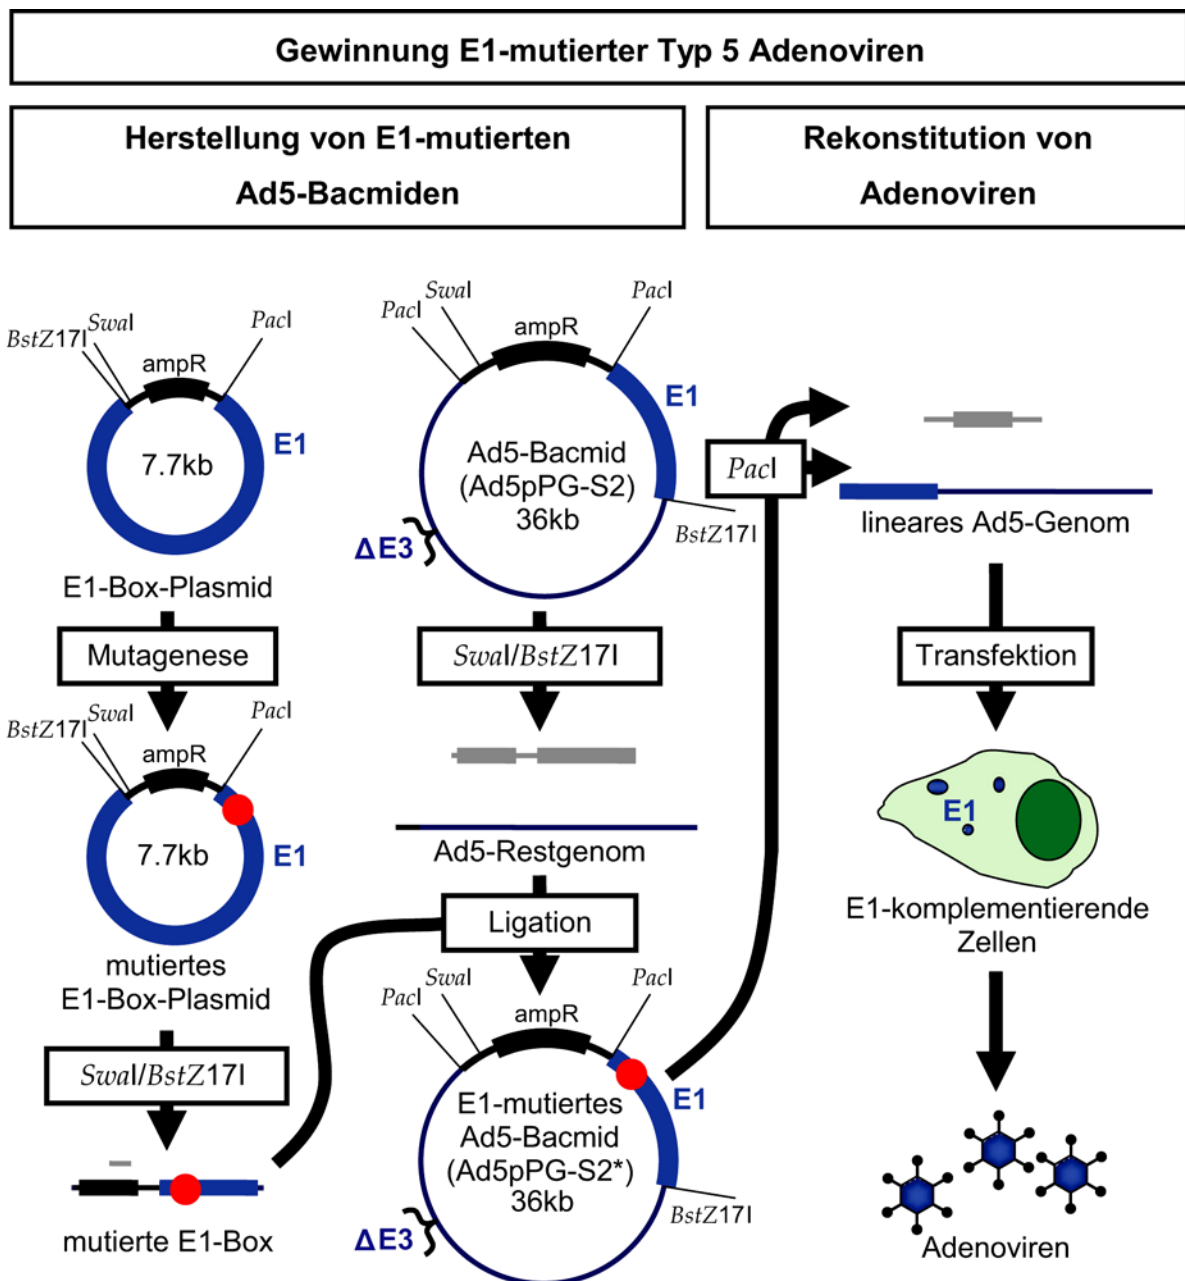 Gewinnung E1-mutierter Typ 5 Adenoviren
Herstellung von E1-mutierten
Ad5-Bacmiden
Rekonstitution von
Adenoviren
BstZ17I
SwaI
PacI
ampR
E1
7.7kb
E1-Box-Plasmid
Mutagenese
BstZ17I
SwaI
PacI
ampR
E1
7.7kb
mutiertes
E1-Box-Plasmid
SwaI/BstZ17I
mutierte E1-Box
PacI
SwaI
PacI
ampR
E1
Ad5-Bacmid
(Ad5pPG-S2)
36kb
BstZ17I
ΔE3
SwaI/BstZ17I
Ad5-Restgenom
Ligation
PacI
SwaI
PacI
ampR
E1
E1-mutiertes
Ad5-Bacmid
(Ad5pPG-S2*)
36kb
BstZ17I
ΔE3
PacI
lineares Ad5-Genom
Transfektion
E1
E1-komplementierende
Zellen
Adenoviren